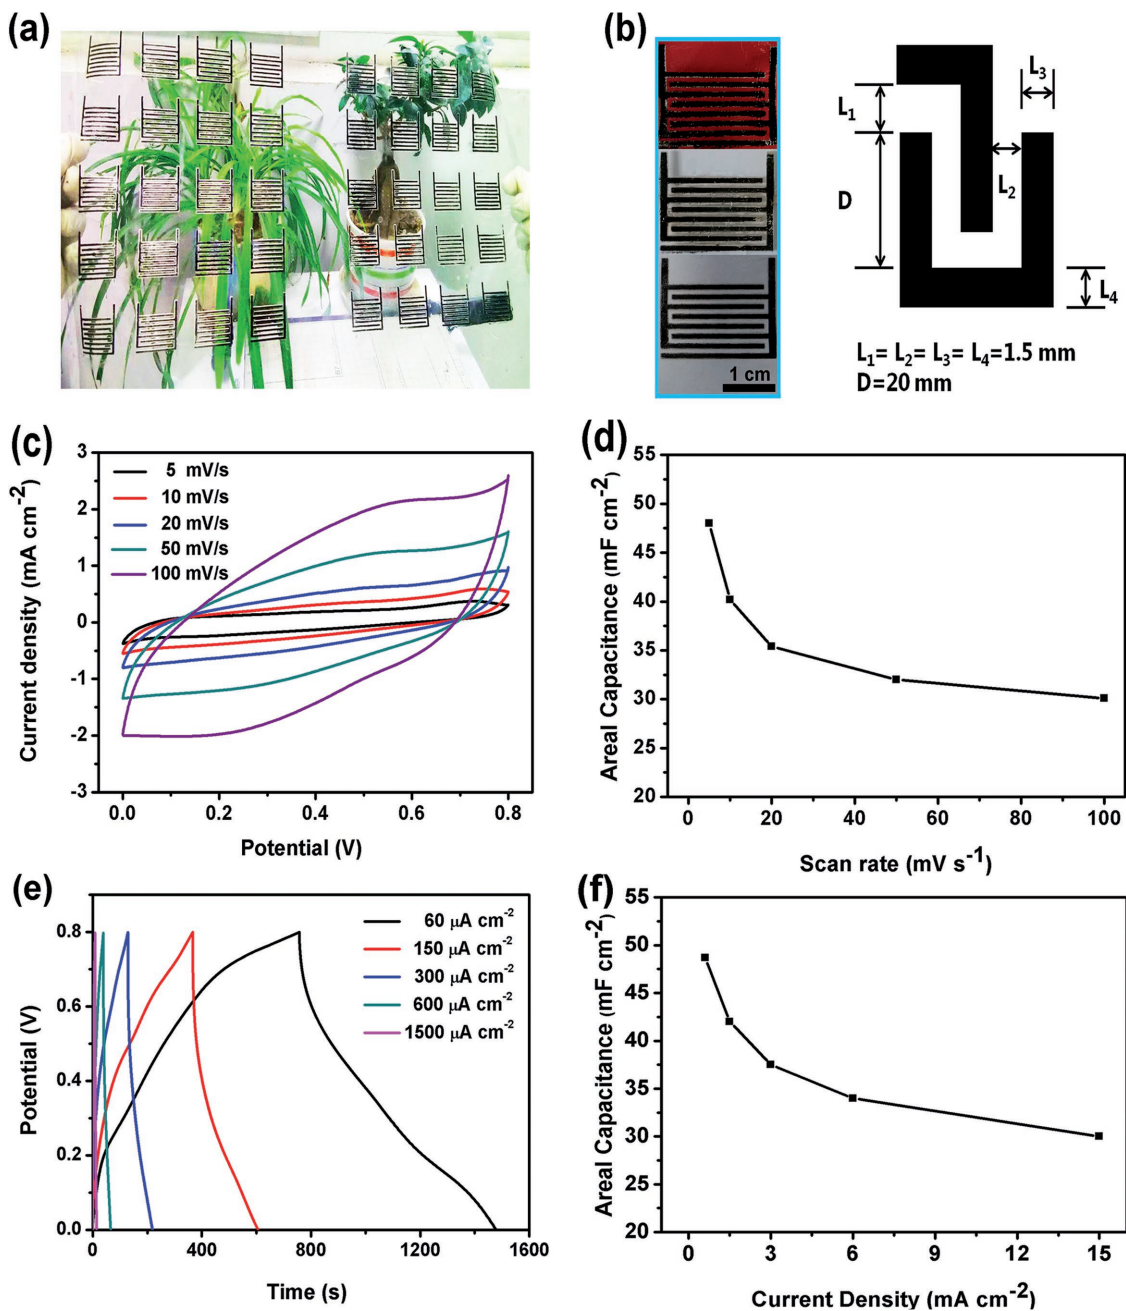 (a)
(b)
1 cm
L1
L2
L3
D
L4
L1= L2= L3= L4=1.5 mm
D=20 mm
(c)
Current density (mA cm-2)
3
2
1
0
-1
-2
-3
5 mV/s
10 mV/s
20 mV/s
50 mV/s
100 mV/s
0.0 0.2 0.4 0.6 0.8
Potential (V)
(d)
Areal Capacitance (mF cm-2)
55
50
45
40
35
30
25
20
0 20 40 60 80 100
Scan rate (mV s-1)
(e)
Potential (V)
0.8
0.6
0.4
0.2
0.0
60 μA cm-2
150 μA cm-2
300 μA cm-2
600 μA cm-2
1500 μA cm-2
0 400 800 1200 1600
Time (s)
(f)
Areal Capacitance (mF cm-2)
55
50
45
40
35
30
25
20
0 3 6 9 12 15
Current Density (mA cm-2)